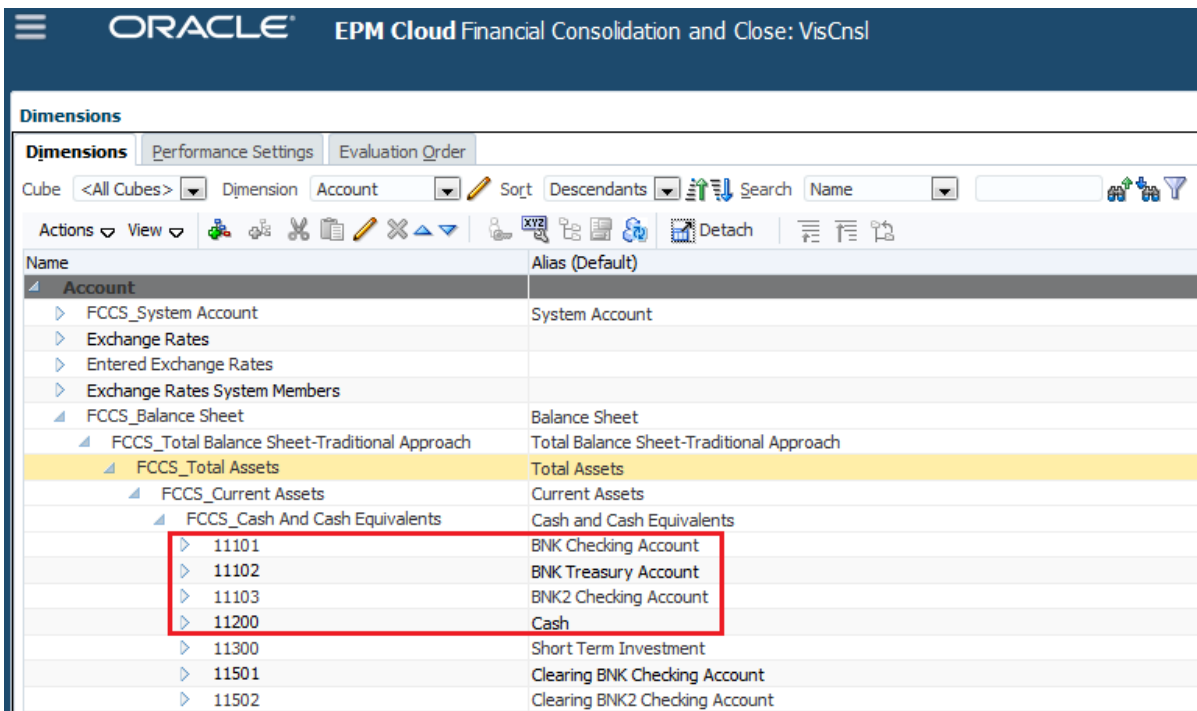 ORACLE® EPM Cloud Financial Consolidation and Close: VisCnsl
Dimensions
Dimensions Performance Settings Evaluation Order
Cube <All Cubes> Dimension Account Sort Descendants Search Name
Actions View XYZ Detach
Name Alias (Default)
Account
FCCS_System Account System Account
Exchange Rates
Entered Exchange Rates
Exchange Rates System Members
FCCS_Balance Sheet Balance Sheet
FCCS_Total Balance Sheet-Traditional Approach Total Balance Sheet-Traditional Approach
FCCS_Total Assets Total Assets
FCCS_Current Assets Current Assets
FCCS_Cash And Cash Equivalents Cash and Cash Equivalents
11101 BNK Checking Account
11102 BNK Treasury Account
11103 BNK2 Checking Account
11200 Cash
11300 Short Term Investment
11501 Clearing BNK Checking Account
11502 Clearing BNK2 Checking Account